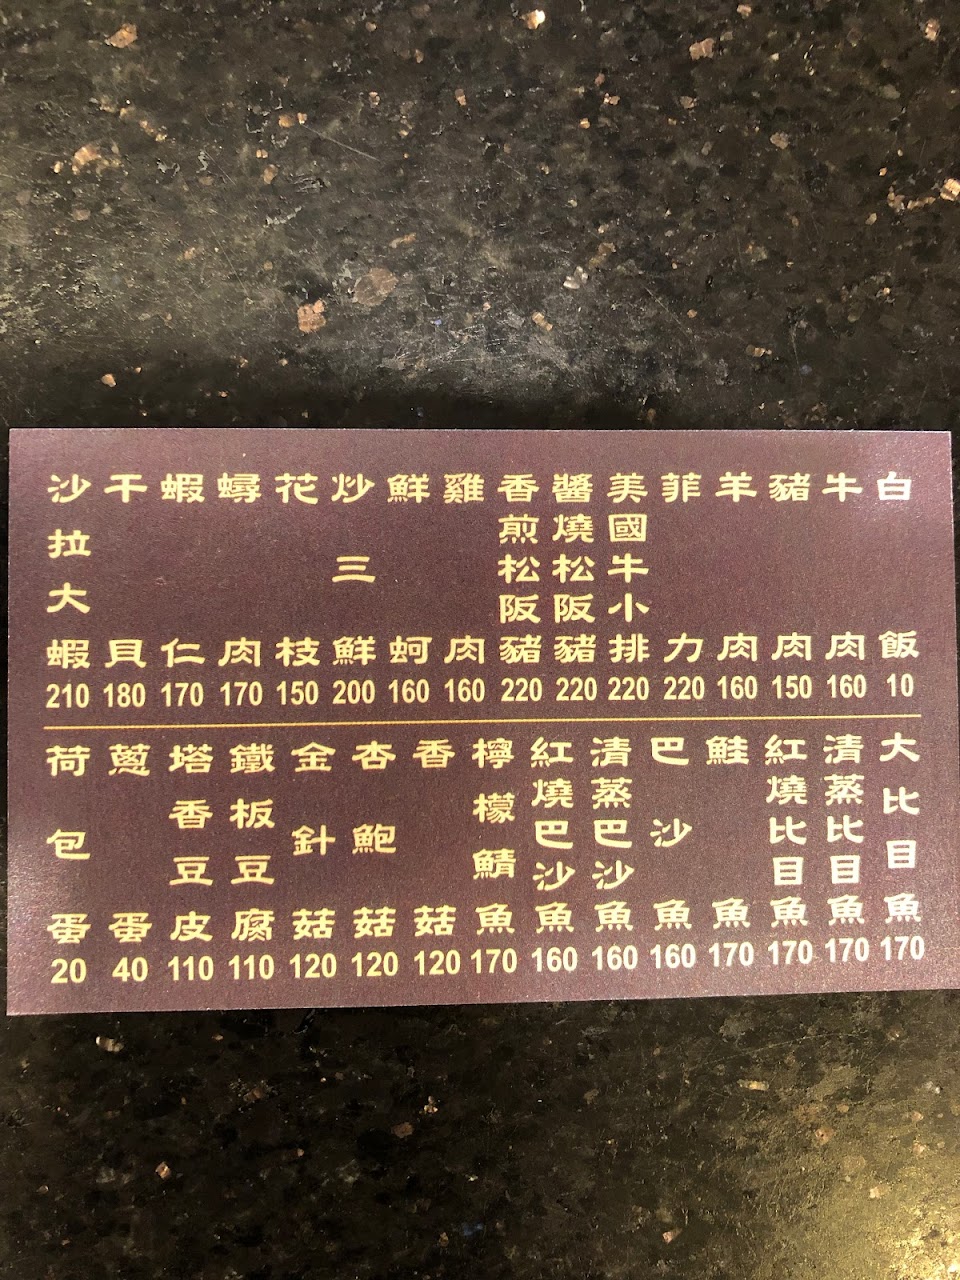 白飯 10
牛肉 160
豬肉 150
羊肉 160
菲力 220
美國牛小排 220
醬燒松阪豬 220
香煎松阪豬 220
雞肉 160
鮮蚵 160
炒三鮮 200
花枝 150
蟳肉 170
蝦仁 170
干貝 180
沙拉大蝦 210
大比目魚 170
清蒸比目魚 170
紅燒比目魚 170
鮭魚 170
巴沙魚 160
清蒸巴沙魚 160
紅燒巴沙魚 160
檸檬鯖魚 170
香菇 120
杏鮑菇 120
金針菇 120
鐵板豆腐 110
塔香豆皮 110
蔥蛋 40
荷包蛋 20